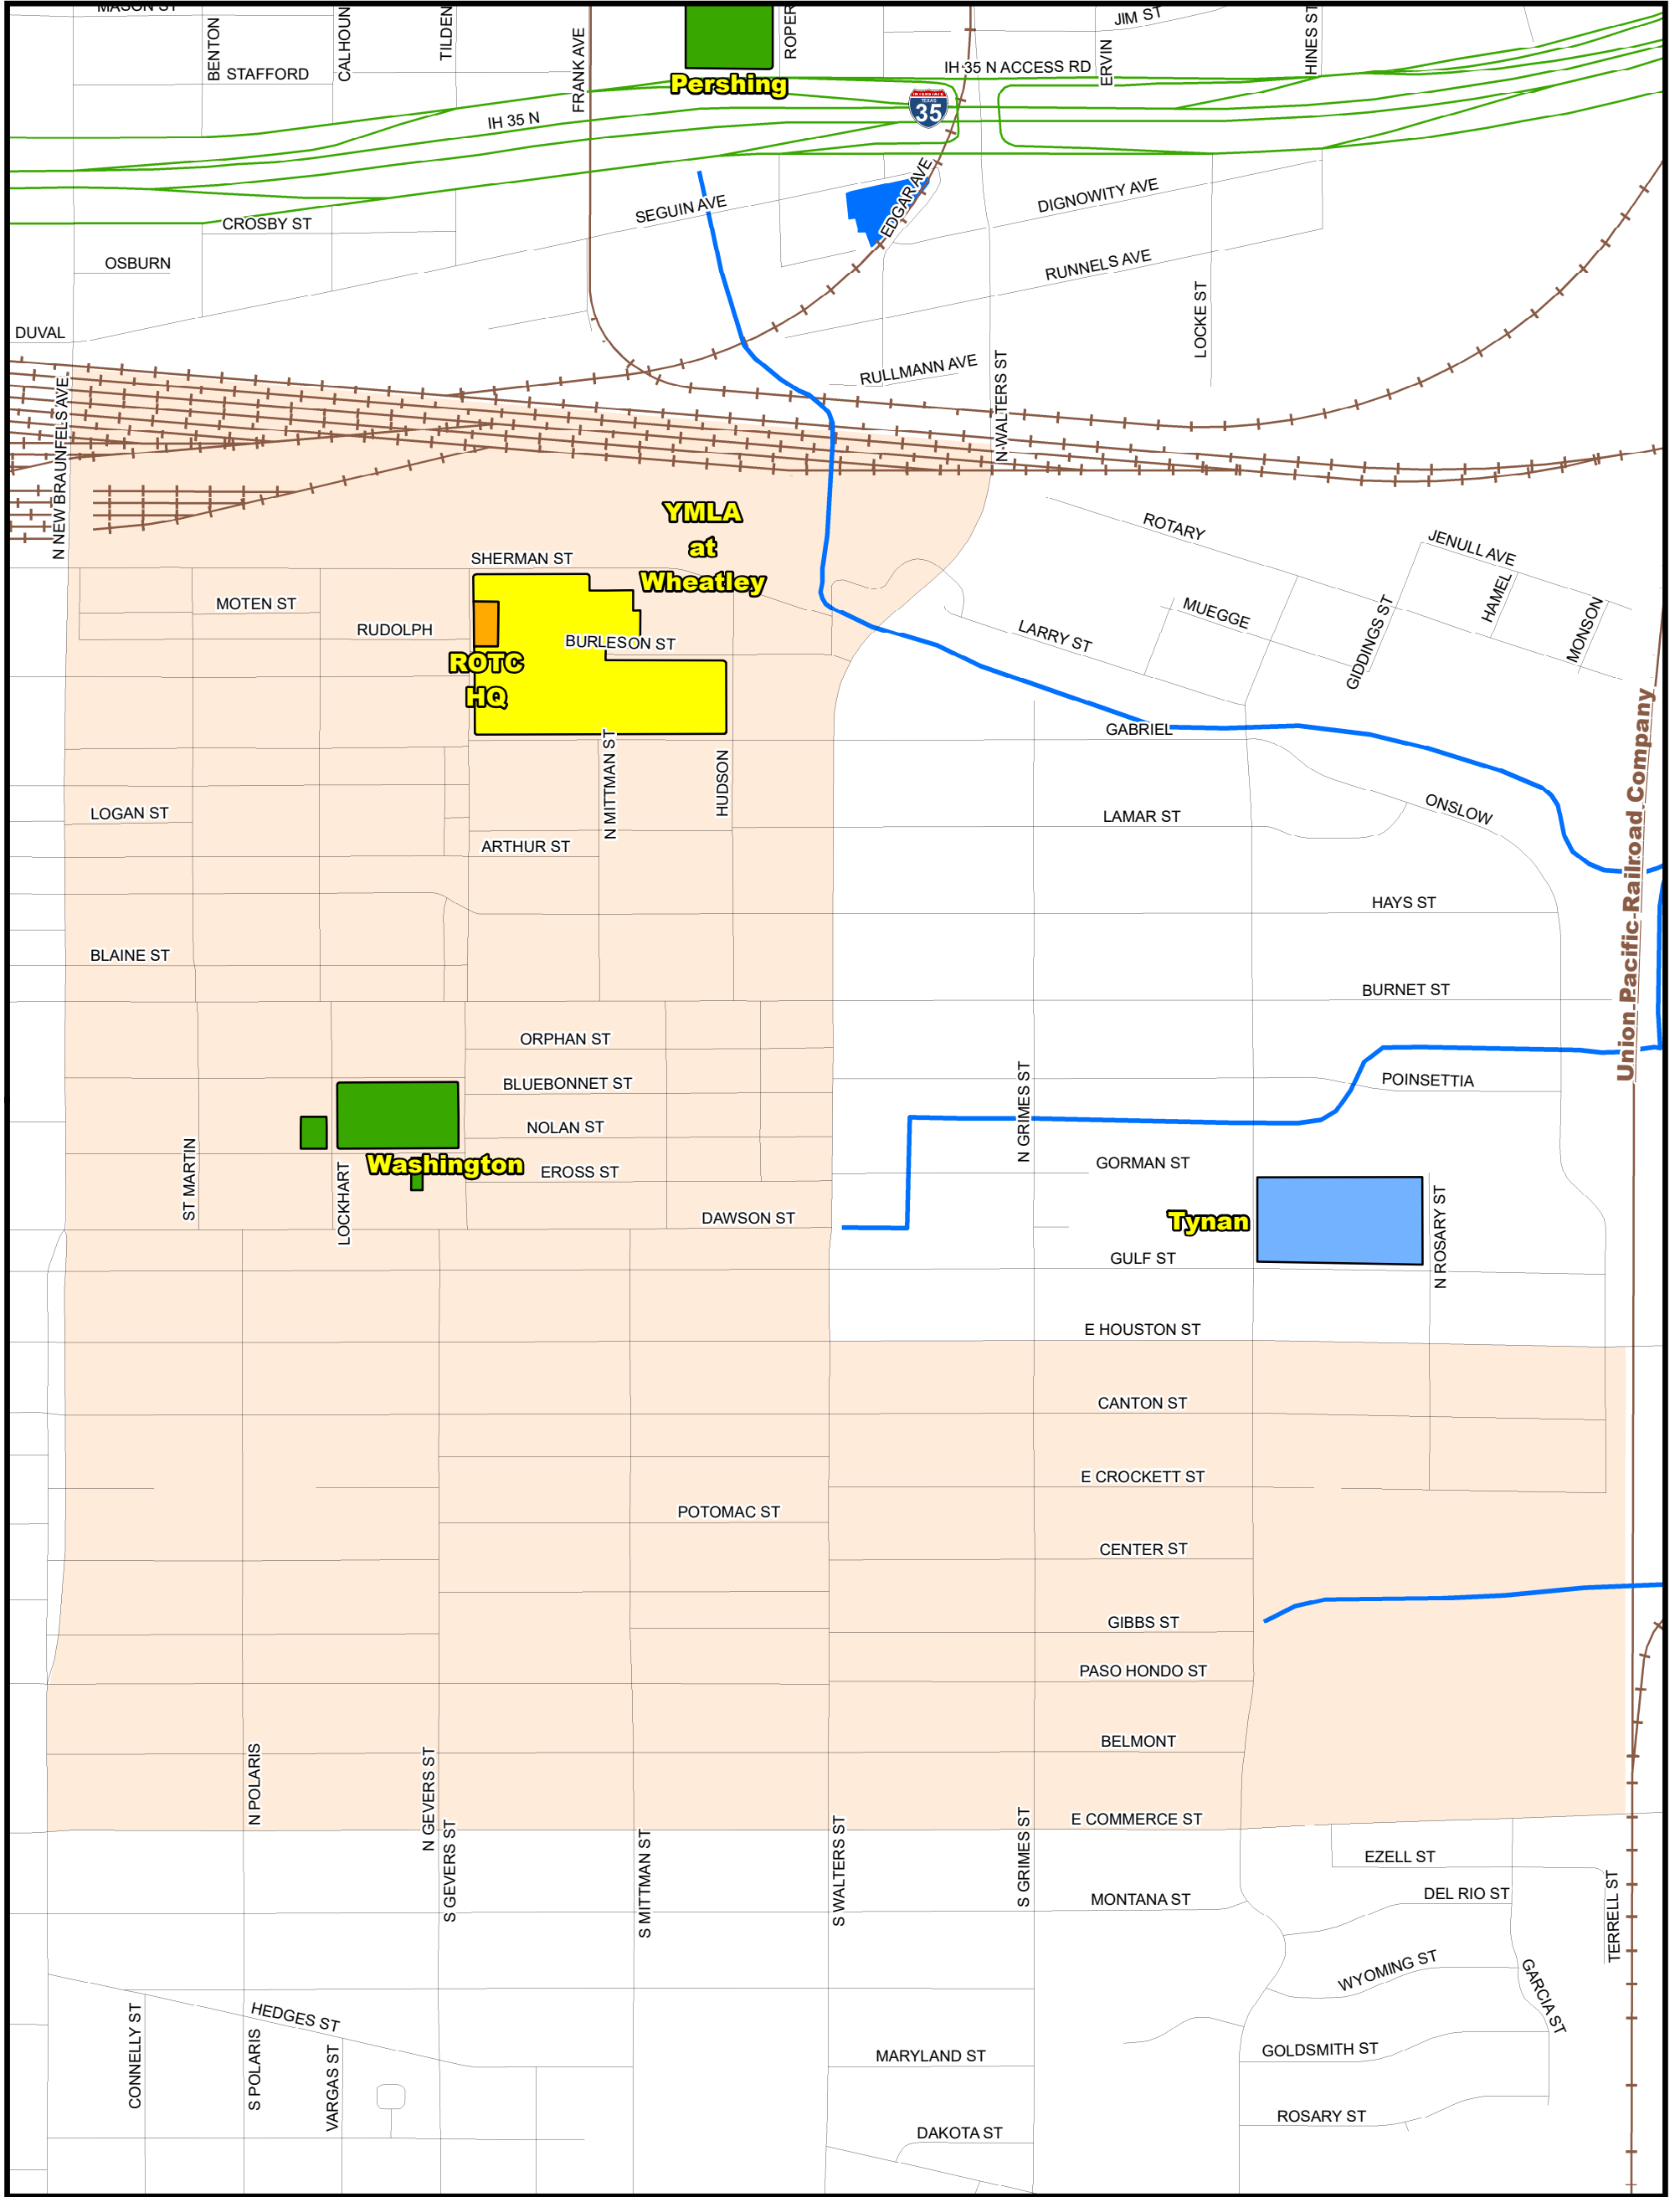 MASON ST
BENTON
CALHOUN
TILDEN
FRANK AVE
ROPER
JIM ST
ERVIN
HINES ST
STAFFORD
Pershing
IH 35 N ACCESS RD
IH 35 N
INTERSTATE
TEXAS
35
CROSBY ST
SEGUIN AVE
EDGAR AVE
DIGNOWITY AVE
OSBURN
RUNNELS AVE
LOCKE ST
DUVAL
RULLMANN AVE
N WALTERS ST
N NEW BRAUNFELS AVE
YMLA
at
Wheatley
ROTARY
JENULL AVE
SHERMAN ST
HAMEL
MOTEN ST
MUEGGE
GIDDINGS ST
MONSON
RUDOLPH
BURLESON ST
LARRY ST
ROTC
HQ
GABRIEL
N MITTMAN ST
HUDSON
LOGAN ST
LAMAR ST
ONSLOW
ARTHUR ST
Union Pacific Railroad Company
HAYS ST
BLAINE ST
BURNET ST
ORPHAN ST
BLUEBONNET ST
POINSETTIA
N GRIMES ST
NOLAN ST
ST MARTIN
LOCKHART
Washington
EROSS ST
GORMAN ST
DAWSON ST
Tynan
N ROSARY ST
GULF ST
E HOUSTON ST
CANTON ST
E CROCKETT ST
POTOMAC ST
CENTER ST
GIBBS ST
PASO HONDO ST
BELMONT
N POLARIS
N GEVERS ST
E COMMERCE ST
S GEVERS ST
S MITTMAN ST
S WALTERS ST
S GRIMES ST
EZELL ST
MONTANA ST
DEL RIO ST
TERRELL ST
WYOMING ST
GARCIA ST
HEDGES ST
CONNELLY ST
S POLARIS
VARGAS ST
MARYLAND ST
GOLDSMITH ST
ROSARY ST
DAKOTA ST